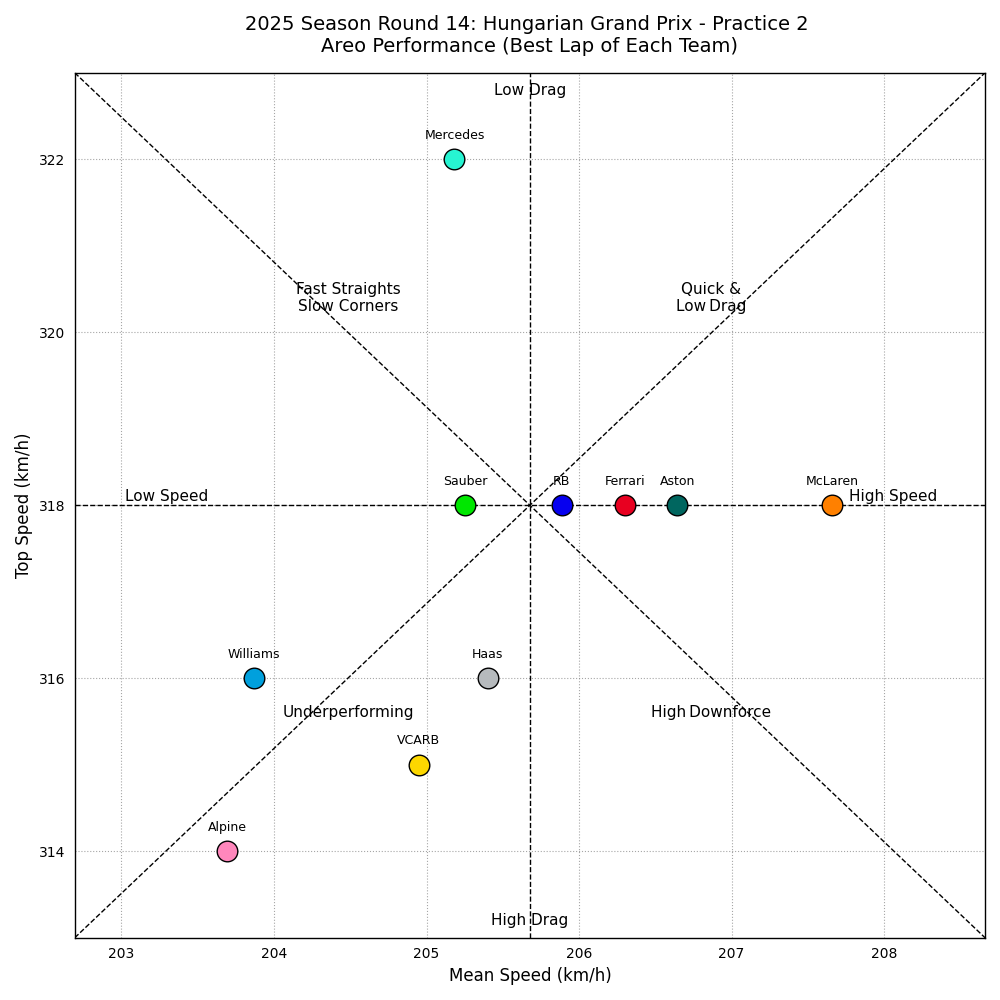 2025 Season Round 14: Hungarian Grand Prix - Practice 2
Areo Performance (Best Lap of Each Team)
Low Drag
Mercedes
322
Fast Straights
Slow Corners
Quick &
Low Drag
320
Sauber
RB
Ferrari
Aston
McLaren
Low Speed
High Speed
318
Top Speed (km/h)
Williams
Haas
316
Underperforming
High Downforce
VCARB
Alpine
314
High Drag
203
204
205
206
207
208
Mean Speed (km/h)